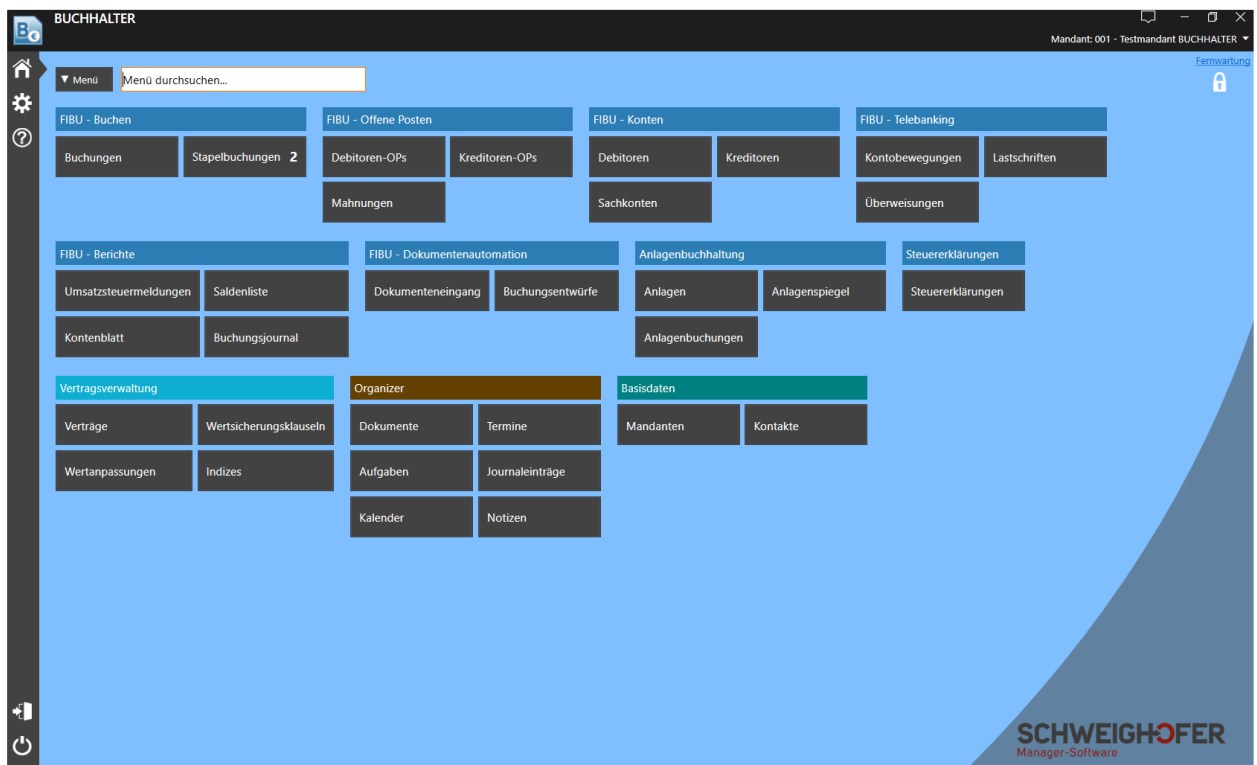 BUCHHALTER
Mandant: 001 - Testmandant BUCHHALTER
Fernwartung
Menü
Menü durchsuchen...
FIBU - Buchen
FIBU - Offene Posten
FIBU - Konten
FIBU - Telebanking
Buchungen
Stapelbuchungen 2
Debitoren-OPs
Kreditoren-OPs
Debitoren
Kreditoren
Kontobewegungen
Lastschriften
Mahnungen
Sachkonten
Überweisungen
FIBU - Berichte
FIBU - Dokumentenautomation
Anlagenbuchhaltung
Steuererklärungen
Umsatzsteuermeldungen
Saldenliste
Dokumenteneingang
Buchungsentwürfe
Anlagen
Anlagenspiegel
Steuererklärungen
Kontenblatt
Buchungsjournal
Anlagenbuchungen
Vertragsverwaltung
Organizer
Basisdaten
Verträge
Wertsicherungsklauseln
Dokumente
Termine
Mandanten
Kontakte
Wertanpassungen
Indizes
Aufgaben
Journaleinträge
Kalender
Notizen
SCHWEIGHOFER
Manager-Software